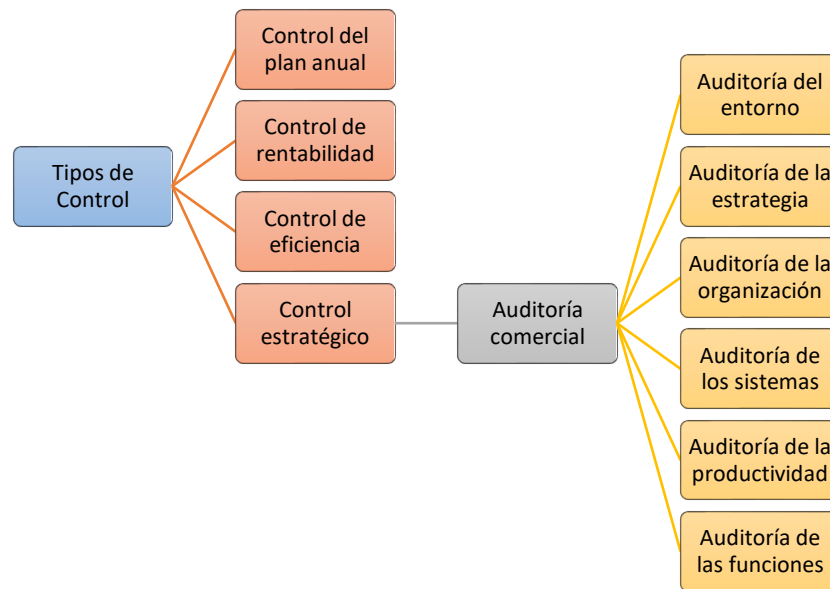 Tipos de
Control
Control del
plan anual
Control de
rentabilidad
Control de
eficiencia
Control
estratégico
Auditoría
comercial
Auditoría del
entorno
Auditoría de la
estrategia
Auditoría de la
organización
Auditoría de
los sistemas
Auditoría de la
productividad
Auditoría de
las funciones